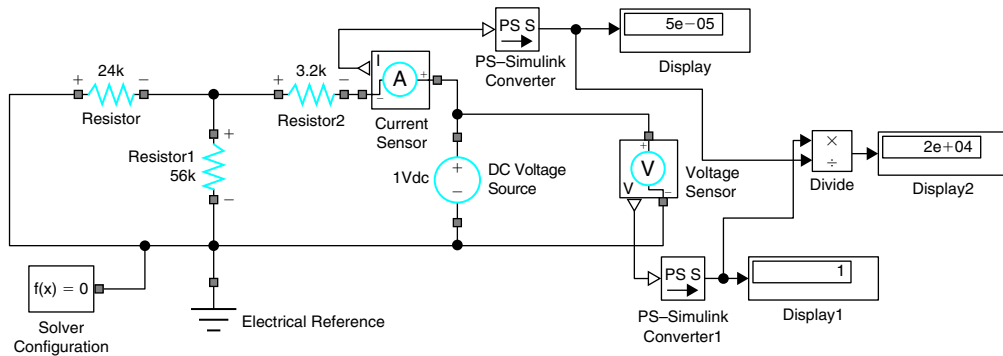 PS S
PS–Simulink
Converter
5e–05
Display
+
24k
–
Resistor
+
3.2k
–
Resistor2
I
A
+
–
Current
Sensor
Resistor1
56k
+
–
1Vdc
+
–
DC Voltage
Source
+
V
V
–
Voltage
Sensor
×
÷
Divide
2e+04
Display2
f(x) = 0
Solver
Configuration
Electrical Reference
PS S
PS–Simulink
Converter1
1
Display1